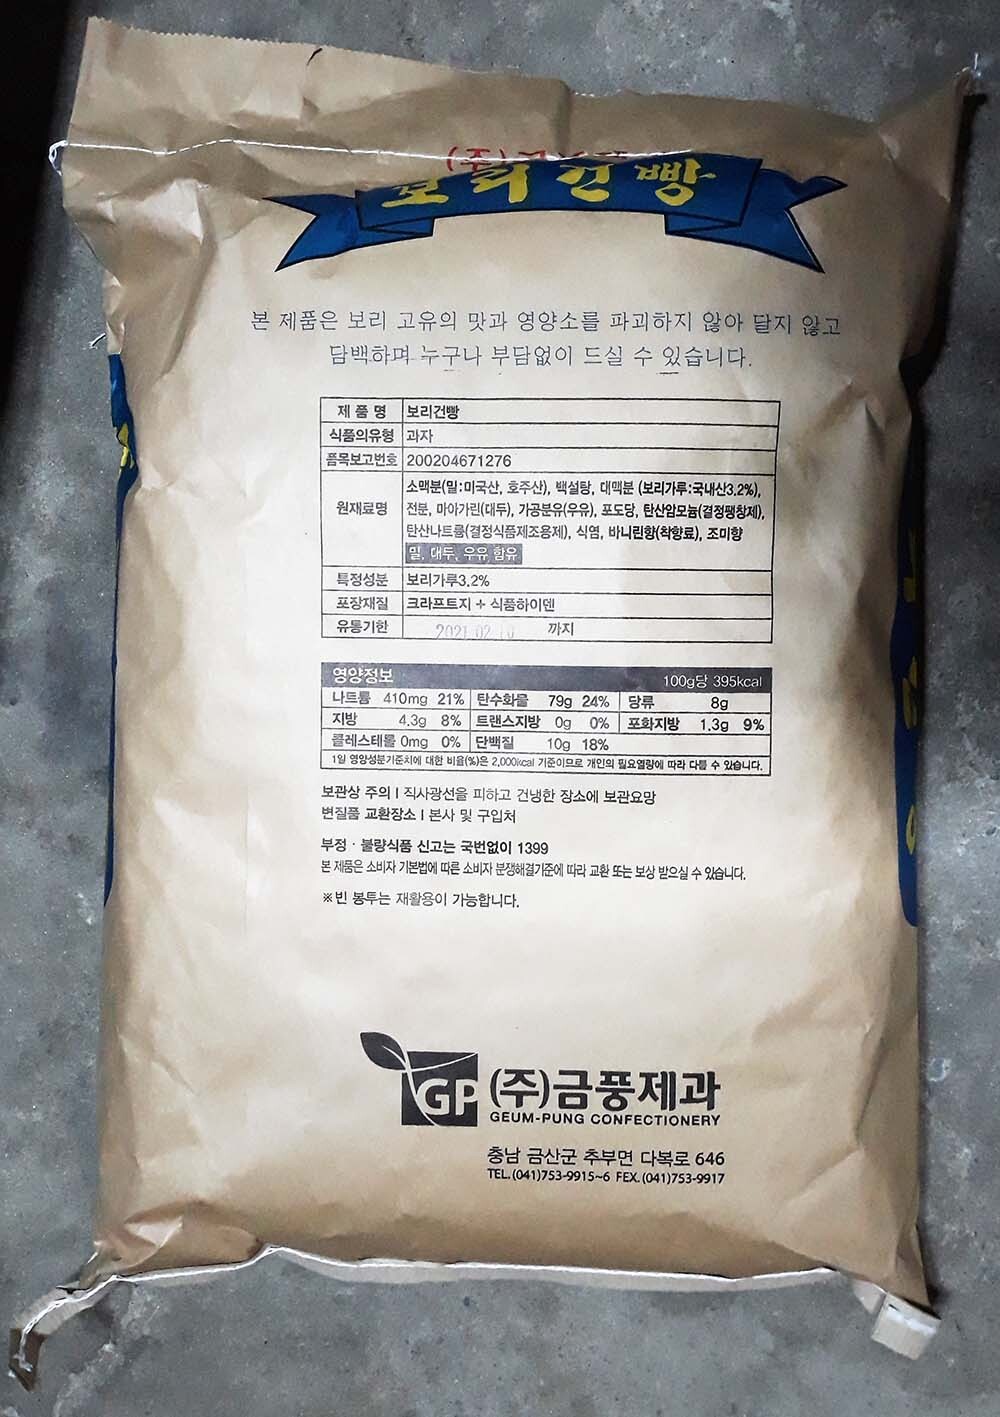 (주)
보리건빵
본 제품은 보리 고유의 맛과 영양소를 파괴하지 않아 달지 않고
담백하며 누구나 부담없이 드실 수 있습니다.
제 품 명 보리건빵
식품의유형 과자
품목보고번호 200204671276
원재료명 소맥분(밀:미국산, 호주산), 백설탕, 대맥분 (보리가루:국내산3.2%),
전분, 마아가린(대두), 가공분유(우유), 포도당, 탄산암모늄(결정팽창제),
탄산나트륨(결정식품제조용제), 식염, 바니린향(착향료), 조미향
밀, 대두, 우유 함유
특정성분 보리가루3.2%
포장재질 크라프트지 + 식품하이덴
유통기한 2021 02 10 까지
영양정보 100g당 395kcal
나트륨 410mg 21% 탄수화물 79g 24% 당류 8g
지방 4.3g 8% 트랜스지방 0g 0% 포화지방 1.3g 9%
콜레스테롤 0mg 0% 단백질 10g 18%
1일 영양성분기준치에 대한 비율(%)은 2,000kcal 기준이므로 개인의 필요열량에 따라 다를 수 있습니다.
보관상 주의 | 직사광선을 피하고 건냉한 장소에 보관요망
변질품 교환장소 | 본사 및 구입처
부정 · 불량식품 신고는 국번없이 1399
본 제품은 소비자 기본법에 따른 소비자 분쟁해결기준에 따라 교환 또는 보상 받으실 수 있습니다.
※ 빈 봉투는 재활용이 가능합니다.
GP (주)금풍제과
GEUM-PUNG CONFECTIONERY
충남 금산군 추부면 다복로 646
TEL.(041)753-9915~6 FEX.(041)753-9917